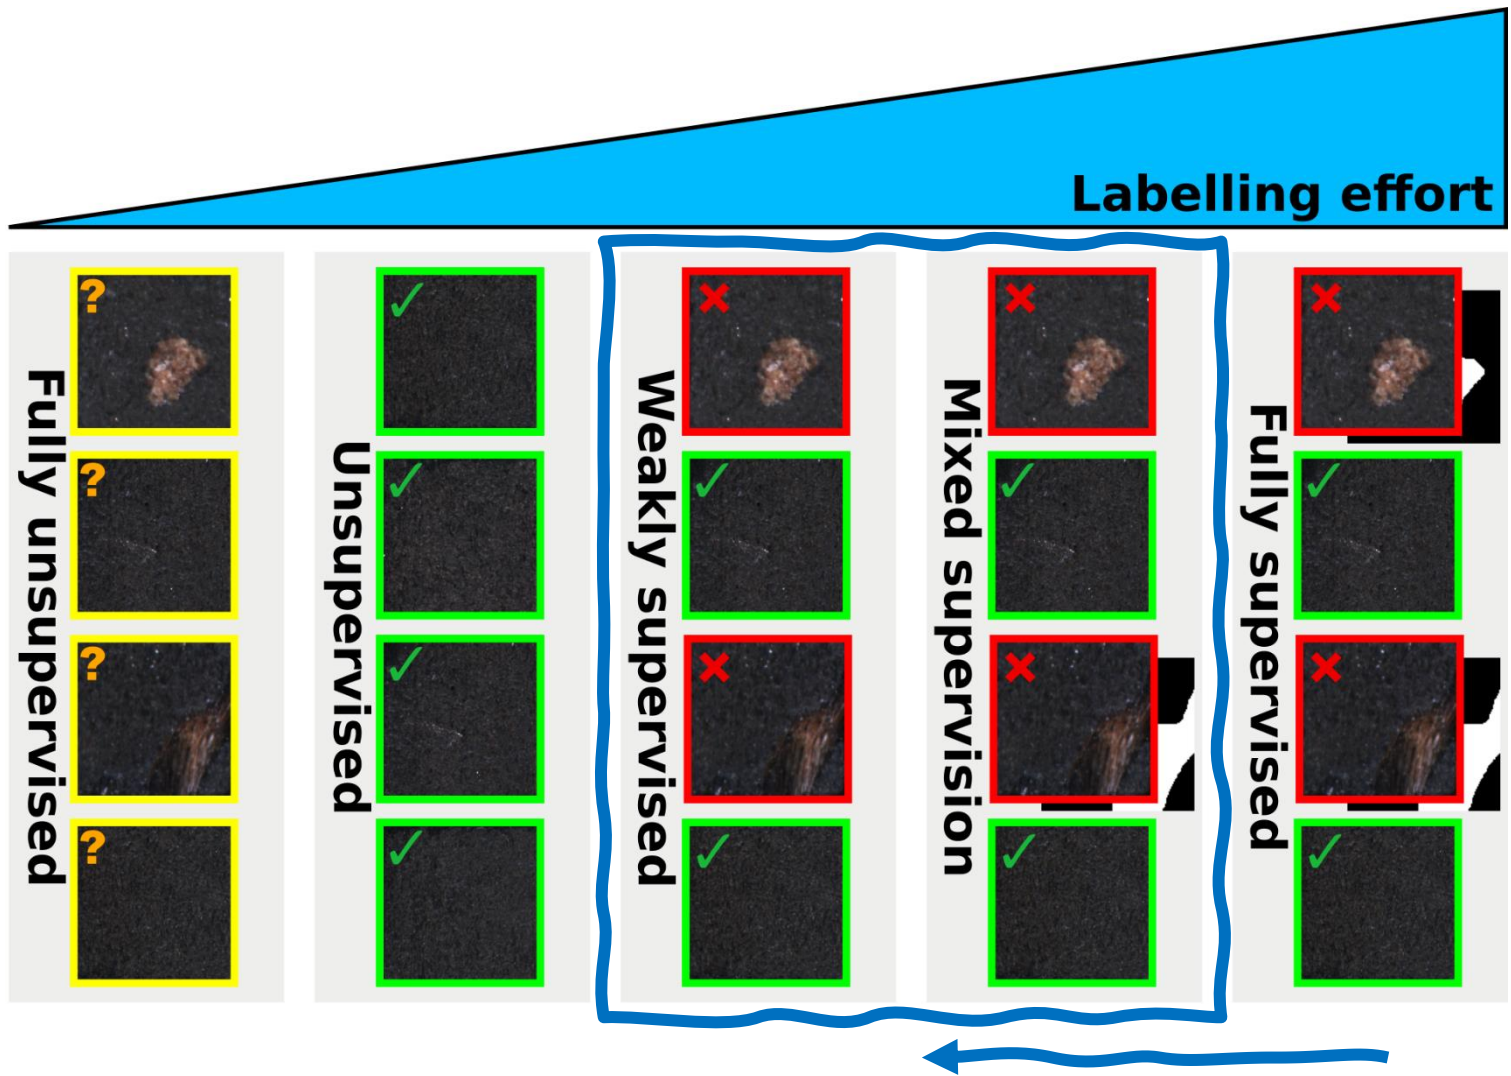 Labelling effort
Fully unsupervised
?
?
?
?
Unsupervised
Weakly supervised
Mixed supervision
Fully supervised